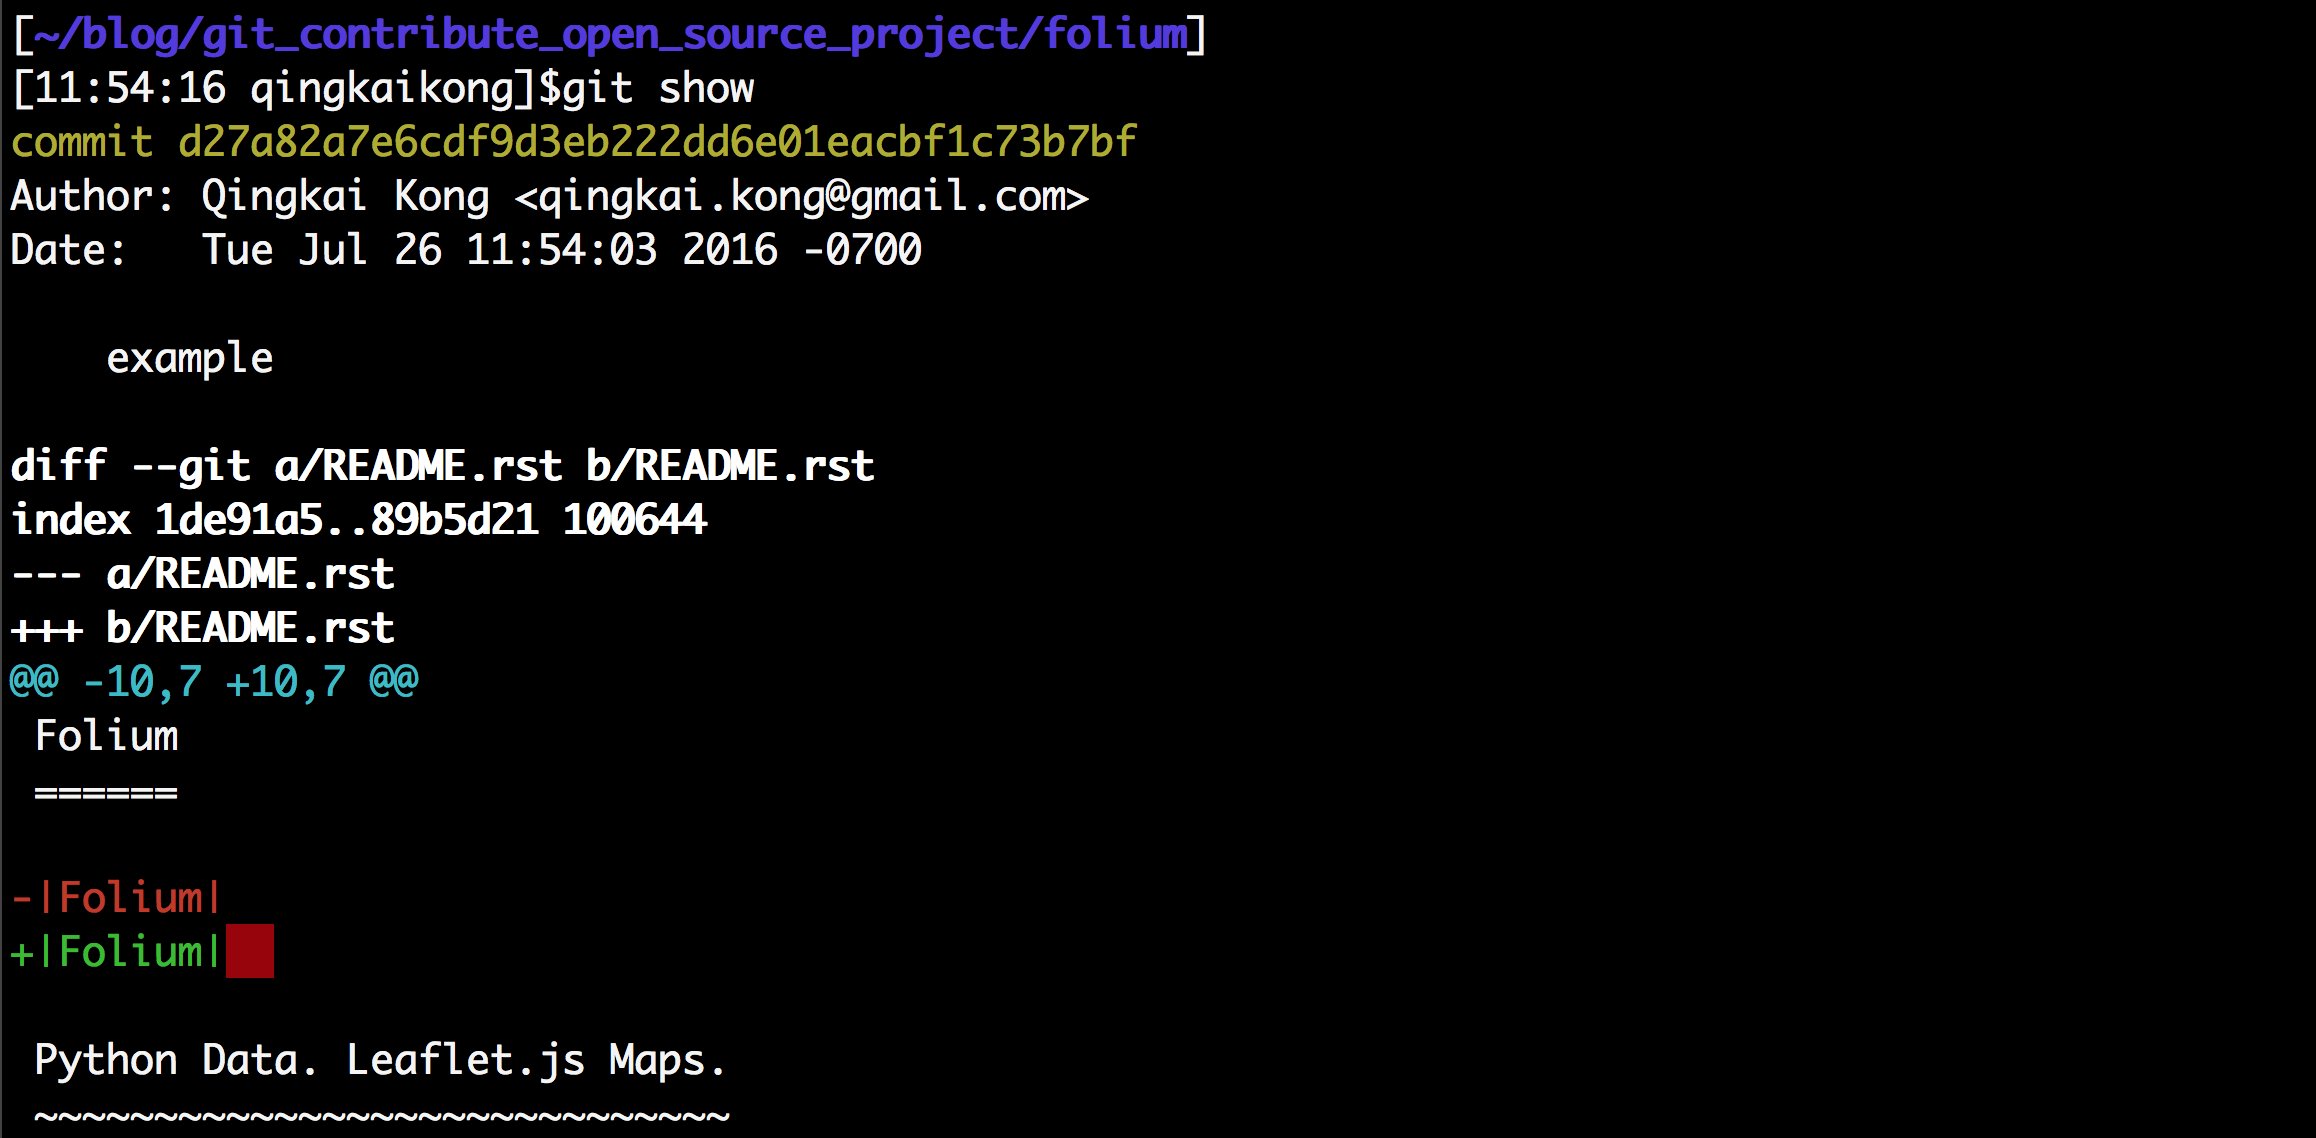 [~/blog/git_contribute_open_source_project/folium]
[11:54:16 qingkaikong]$git show
commit d27a82a7e6cdf9d3eb222dd6e01eacbf1c73b7bf
Author: Qingkai Kong <qingkai.kong@gmail.com>
Date:   Tue Jul 26 11:54:03 2016 -0700
    example
diff --git a/README.rst b/README.rst
index 1de91a5..89b5d21 100644
--- a/README.rst
+++ b/README.rst
@@ -10,7 +10,7 @@
 Folium
 ======
-|Folium|
+|Folium|
 Python Data. Leaflet.js Maps.
 ~~~~~~~~~~~~~~~~~~~~~~~~~~~~~